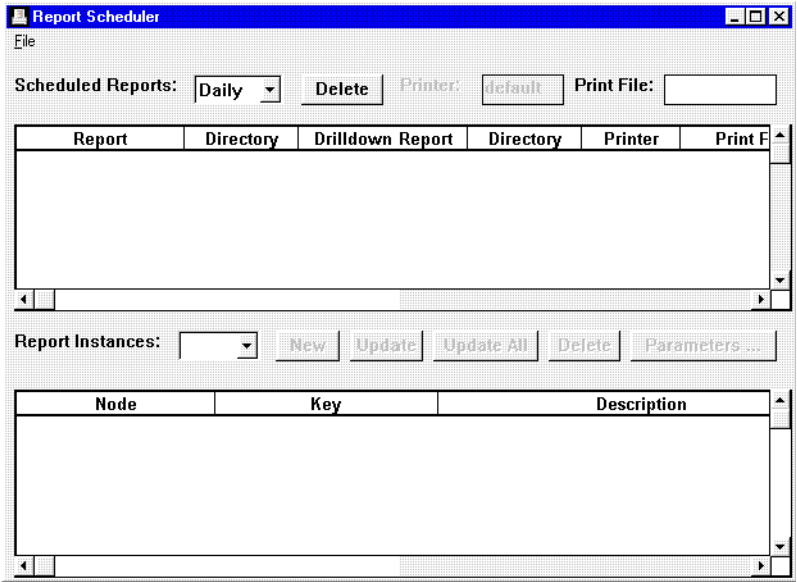 Report Scheduler
File
Scheduled Reports: Daily Delete Printer: default Print File:
Report Directory Drilldown Report Directory Printer Print F
Report Instances: New Update Update All Delete Parameters ...
Node Key Description